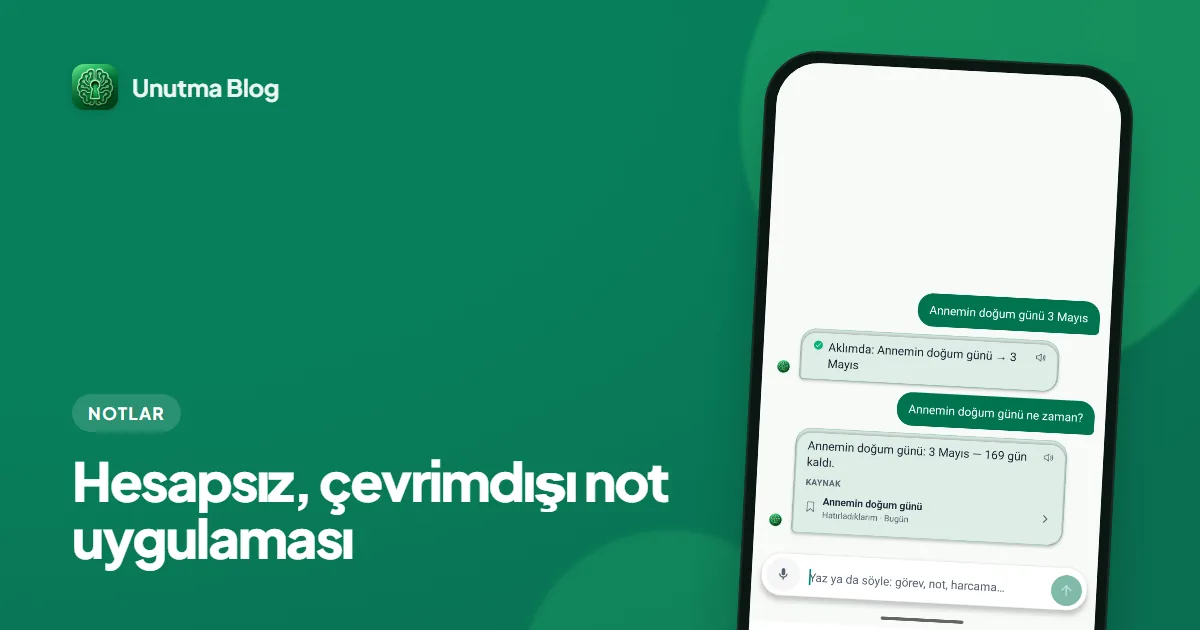 Unutma Blog
NOTLAR
Hesapsız, çevrimdışı not
uygulaması
Annemin doğum günü 3 Mayıs
Aklımda: Annemin doğum günü → 3
Mayıs
Annemin doğum günü ne zaman?
Annemin doğum günü: 3 Mayıs — 169 gün
kaldı.
KAYNAK
Annemin doğum günü
Hatırladıklarım · Bugün
Yaz ya da söyle: görev, not, harcama…